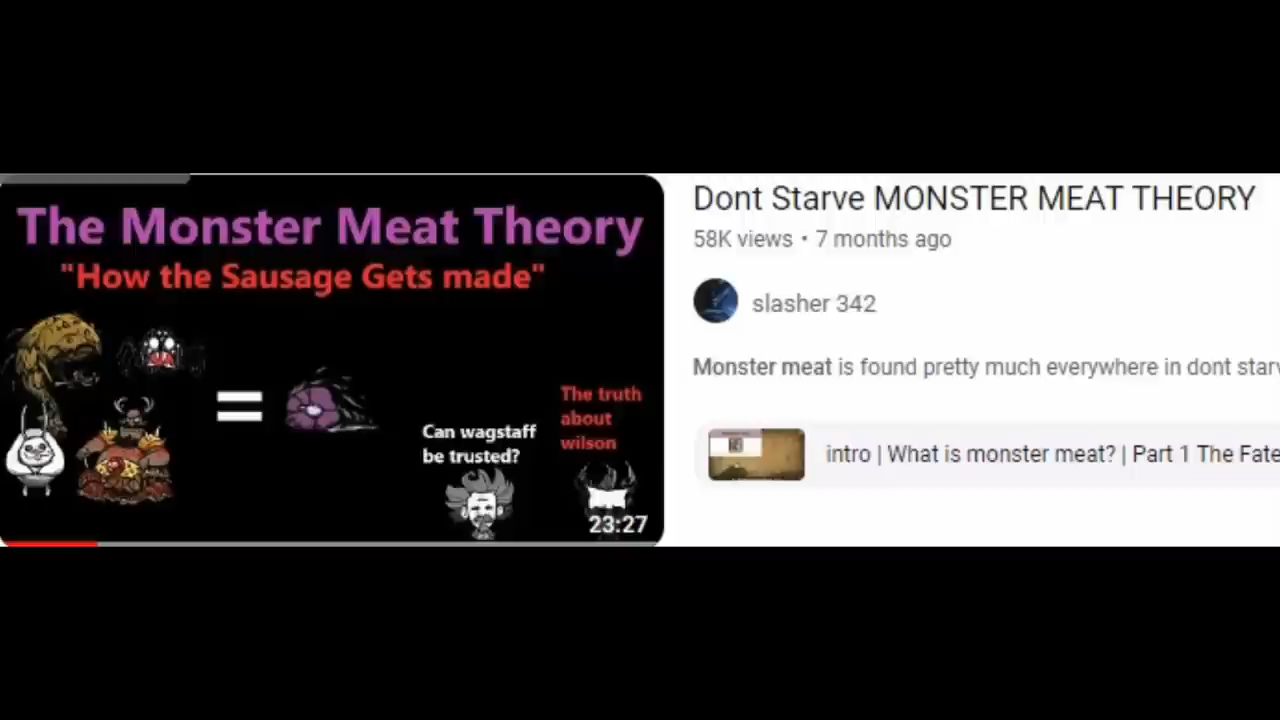 The Monster Meat Theory
"How the Sausage Gets made"
The truth
about
wilson
Can wagstaff
be trusted?
23:27
Dont Starve MONSTER MEAT THEORY
58K views • 7 months ago
slasher 342
Monster meat is found pretty much everywhere in dont starv
intro | What is monster meat? | Part 1 The Fate